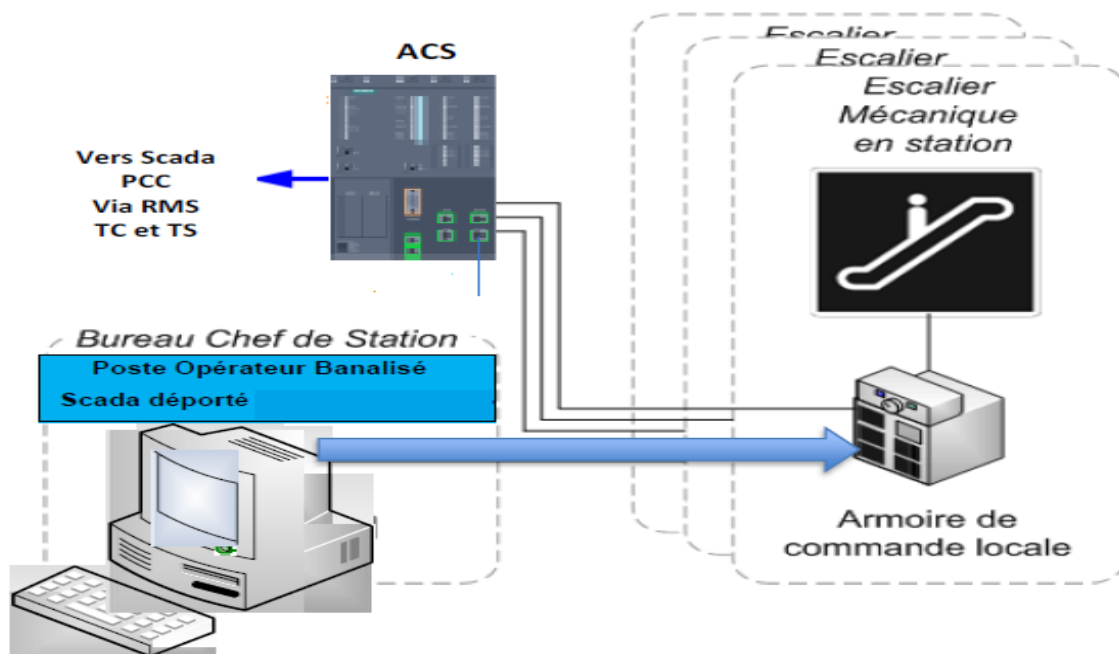 ACS
Vers Scada
PCC
Via RMS
TC et TS
Escalier
Escalier
Escalier
Mécanique
en station
Bureau Chef de Station
Poste Opérateur Banalisé
Scada déporté
Armoire de
commande locale